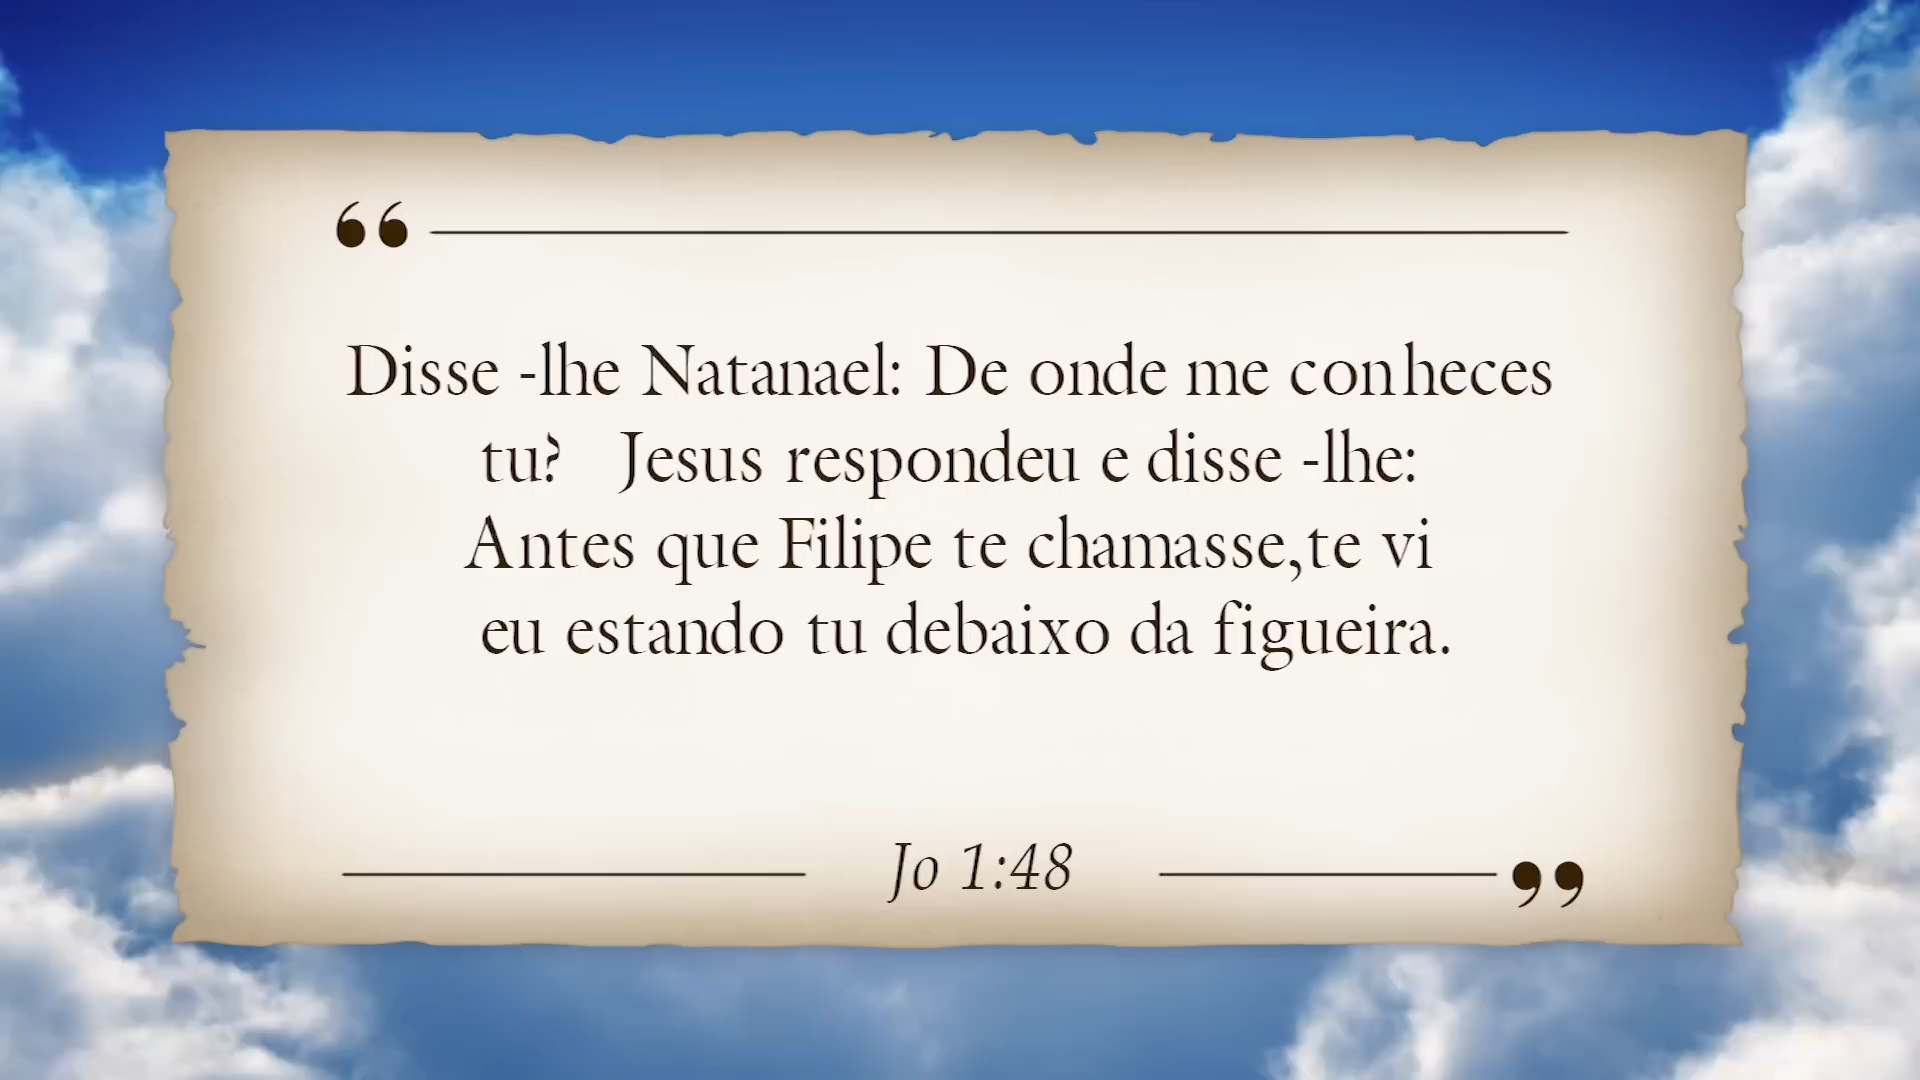 “
Disse -lhe Natanael: De onde me conheces
tu? Jesus respondeu e disse -lhe:
Antes que Filipe te chamasse,te vi
eu estando tu debaixo da figueira.
Jo 1:48
”